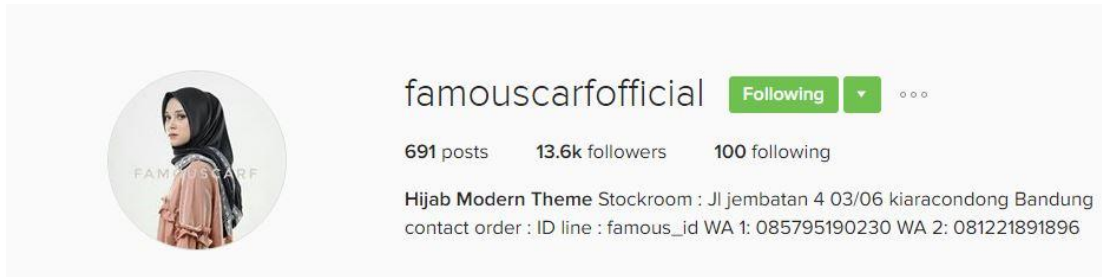 famouscarfofficial Following
691 posts 13.6k followers 100 following
FAMOUSCARF
Hijab Modern Theme Stockroom : Jl jembatan 4 03/06 kiaracondong Bandung
contact order : ID line : famous_id WA 1: 085795190230 WA 2: 081221891896